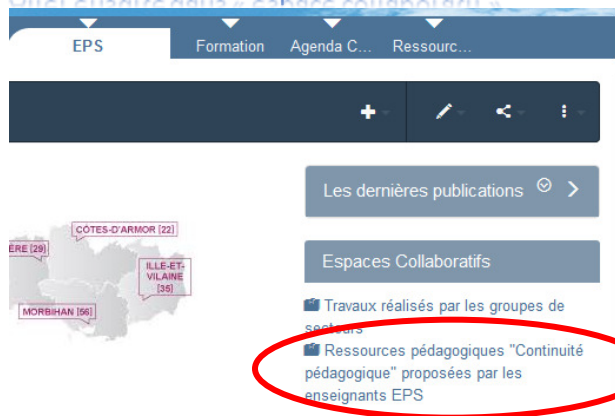 EPS
Formation
Agenda C...
Ressourc...
Les dernières publications
CÔTES-D'ARMOR [22]
ÈRE [29]
ILLE-ET-
VILAINE
[35]
MORBIHAN [56]
Espaces Collaboratifs
Travaux réalisés par les groupes de
secteurs
Ressources pédagogiques "Continuité
pédagogique" proposées par les
enseignants EPS